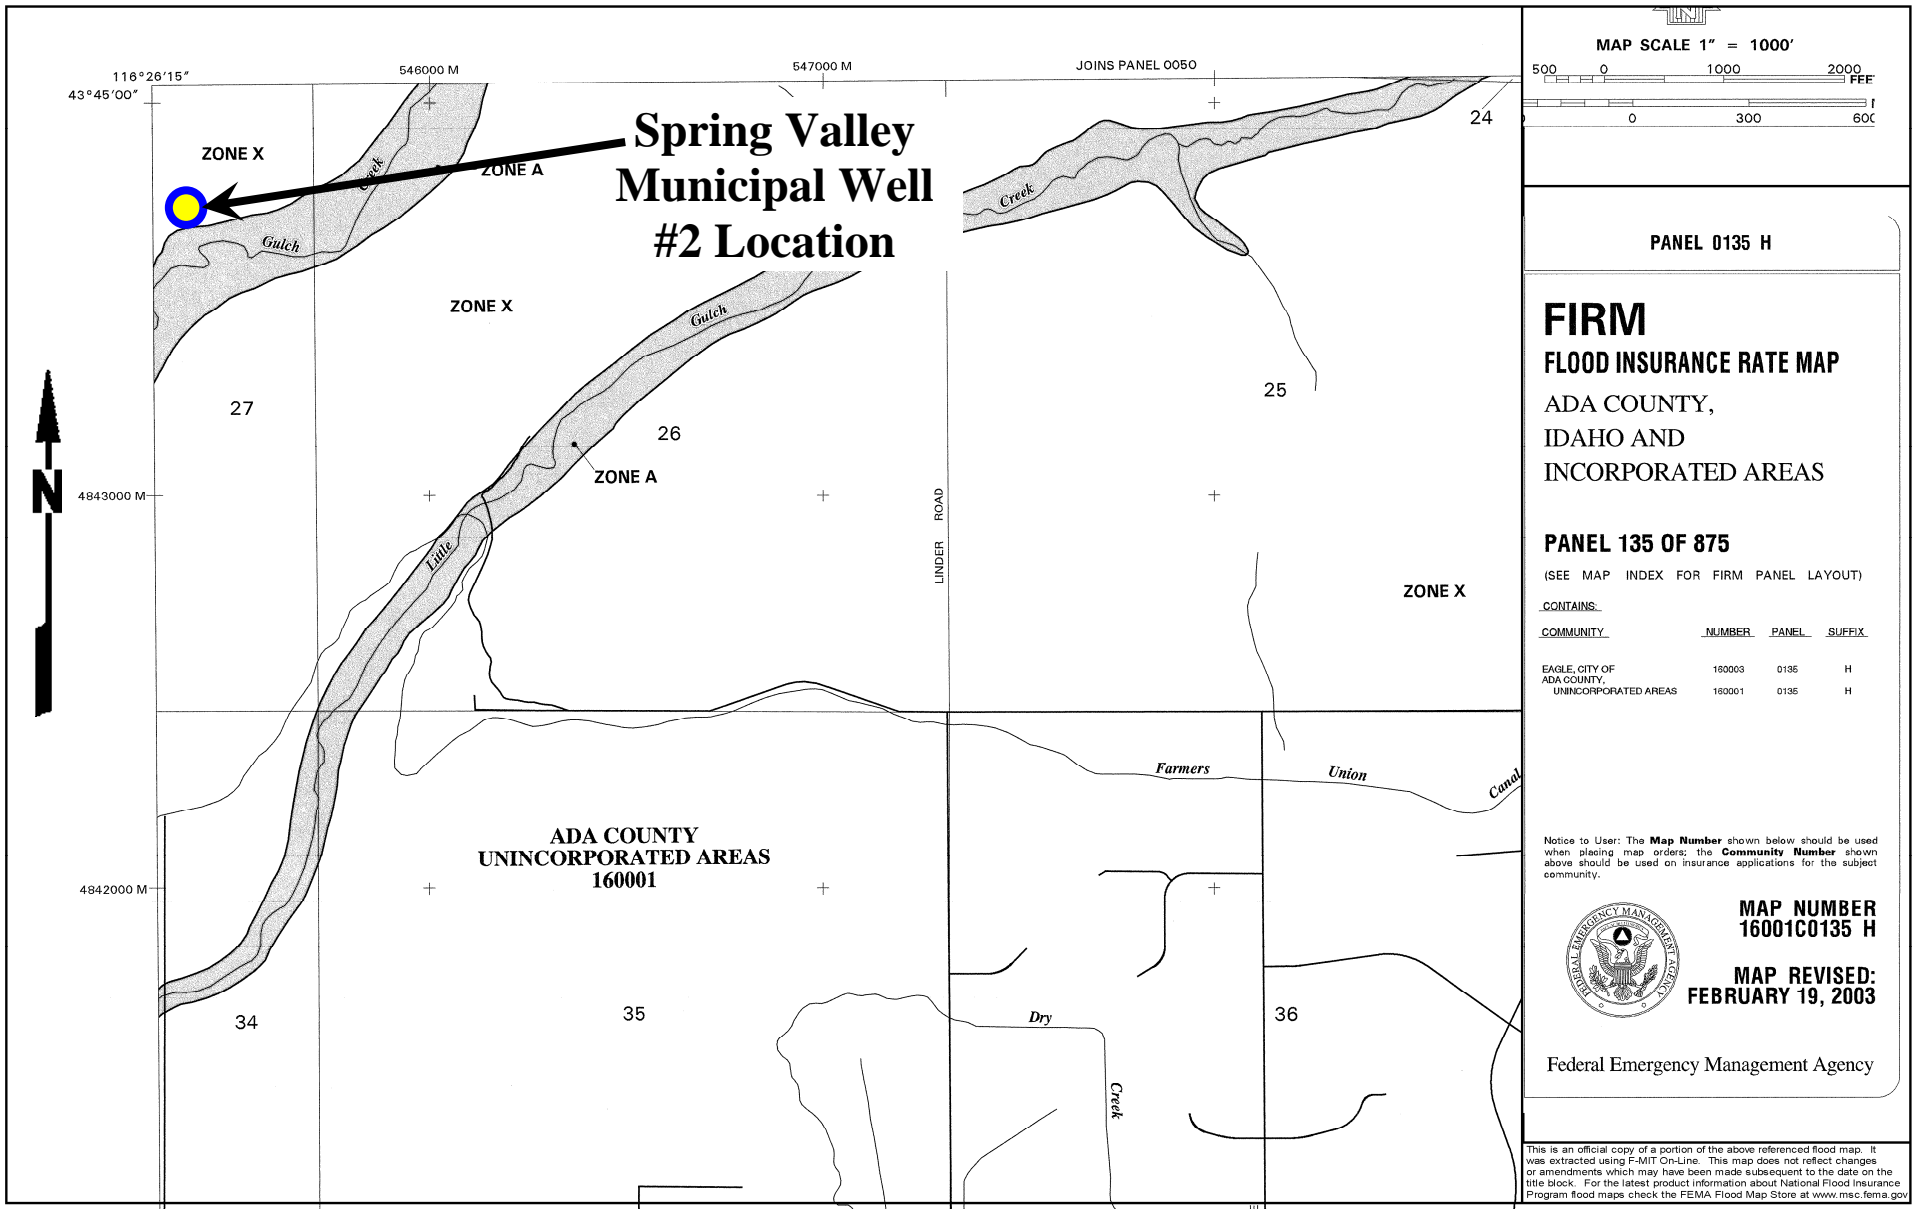 116°26'15"
43°45'00"
546000 M
547000 M
JOINS PANEL 0050
ZONE X
Creek
ZONE A
Gulch
Spring Valley
Municipal Well
#2 Location
Creek
24
ZONE X
Gulch
27
26
25
ZONE A
N
4843000 M
LINDER ROAD
Little
ZONE X
Farmers Union Canal
ADA COUNTY
UNINCORPORATED AREAS
160001
4842000 M
34
35
36
Dry
Creek
N
MAP SCALE 1" = 1000'
500 0 1000 2000
FEE
0 300 600
PANEL 0135 H
FIRM
FLOOD INSURANCE RATE MAP
ADA COUNTY,
IDAHO AND
INCORPORATED AREAS
PANEL 135 OF 875
(SEE MAP INDEX FOR FIRM PANEL LAYOUT)
CONTAINS:
COMMUNITY NUMBER PANEL SUFFIX
EAGLE, CITY OF 160003 0135 H
ADA COUNTY,
UNINCORPORATED AREAS 160001 0135 H
Notice to User: The Map Number shown below should be used
when placing map orders; the Community Number shown
above should be used on insurance applications for the subject
community.
FEDERAL EMERGENCY MANAGEMENT AGENCY
MAP NUMBER
16001C0135 H
MAP REVISED:
FEBRUARY 19, 2003
Federal Emergency Management Agency
This is an official copy of a portion of the above referenced flood map. It
was extracted using F-MIT On-Line. This map does not reflect changes
or amendments which may have been made subsequent to the date on the
title block. For the latest product information about National Flood Insurance
Program flood maps check the FEMA Flood Map Store at www.msc.fema.gov